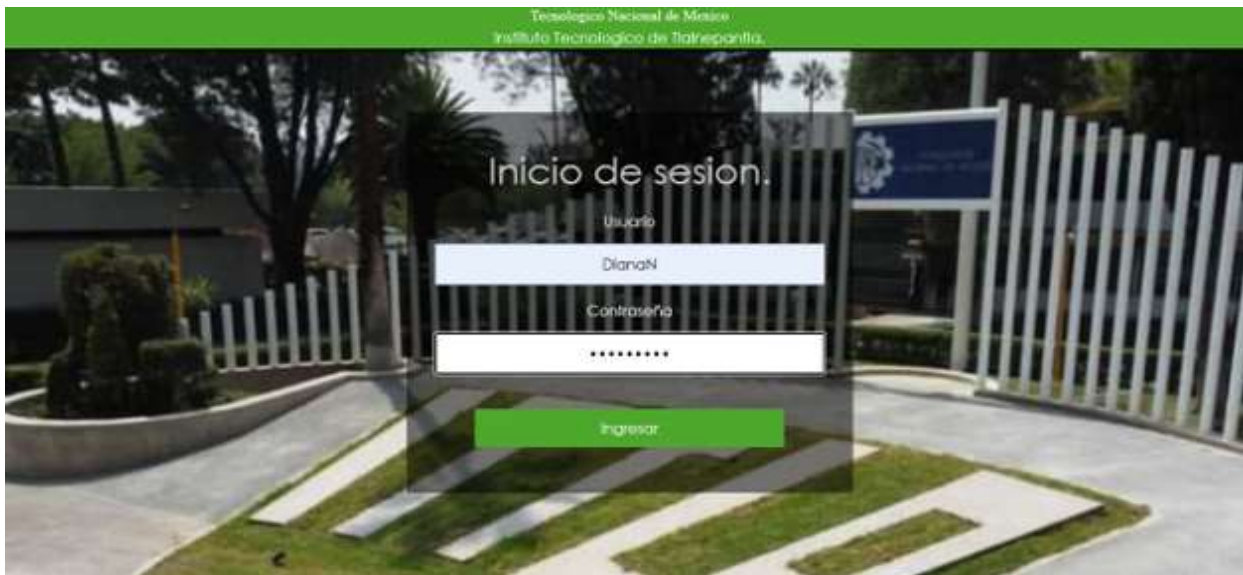 Tecnologico Nacional de Mexico
Instituto Tecnologico de Tlalnepantla.
Inicio de sesion.
Usuario
DianaN
Contraseña
•••••••••
Ingresar